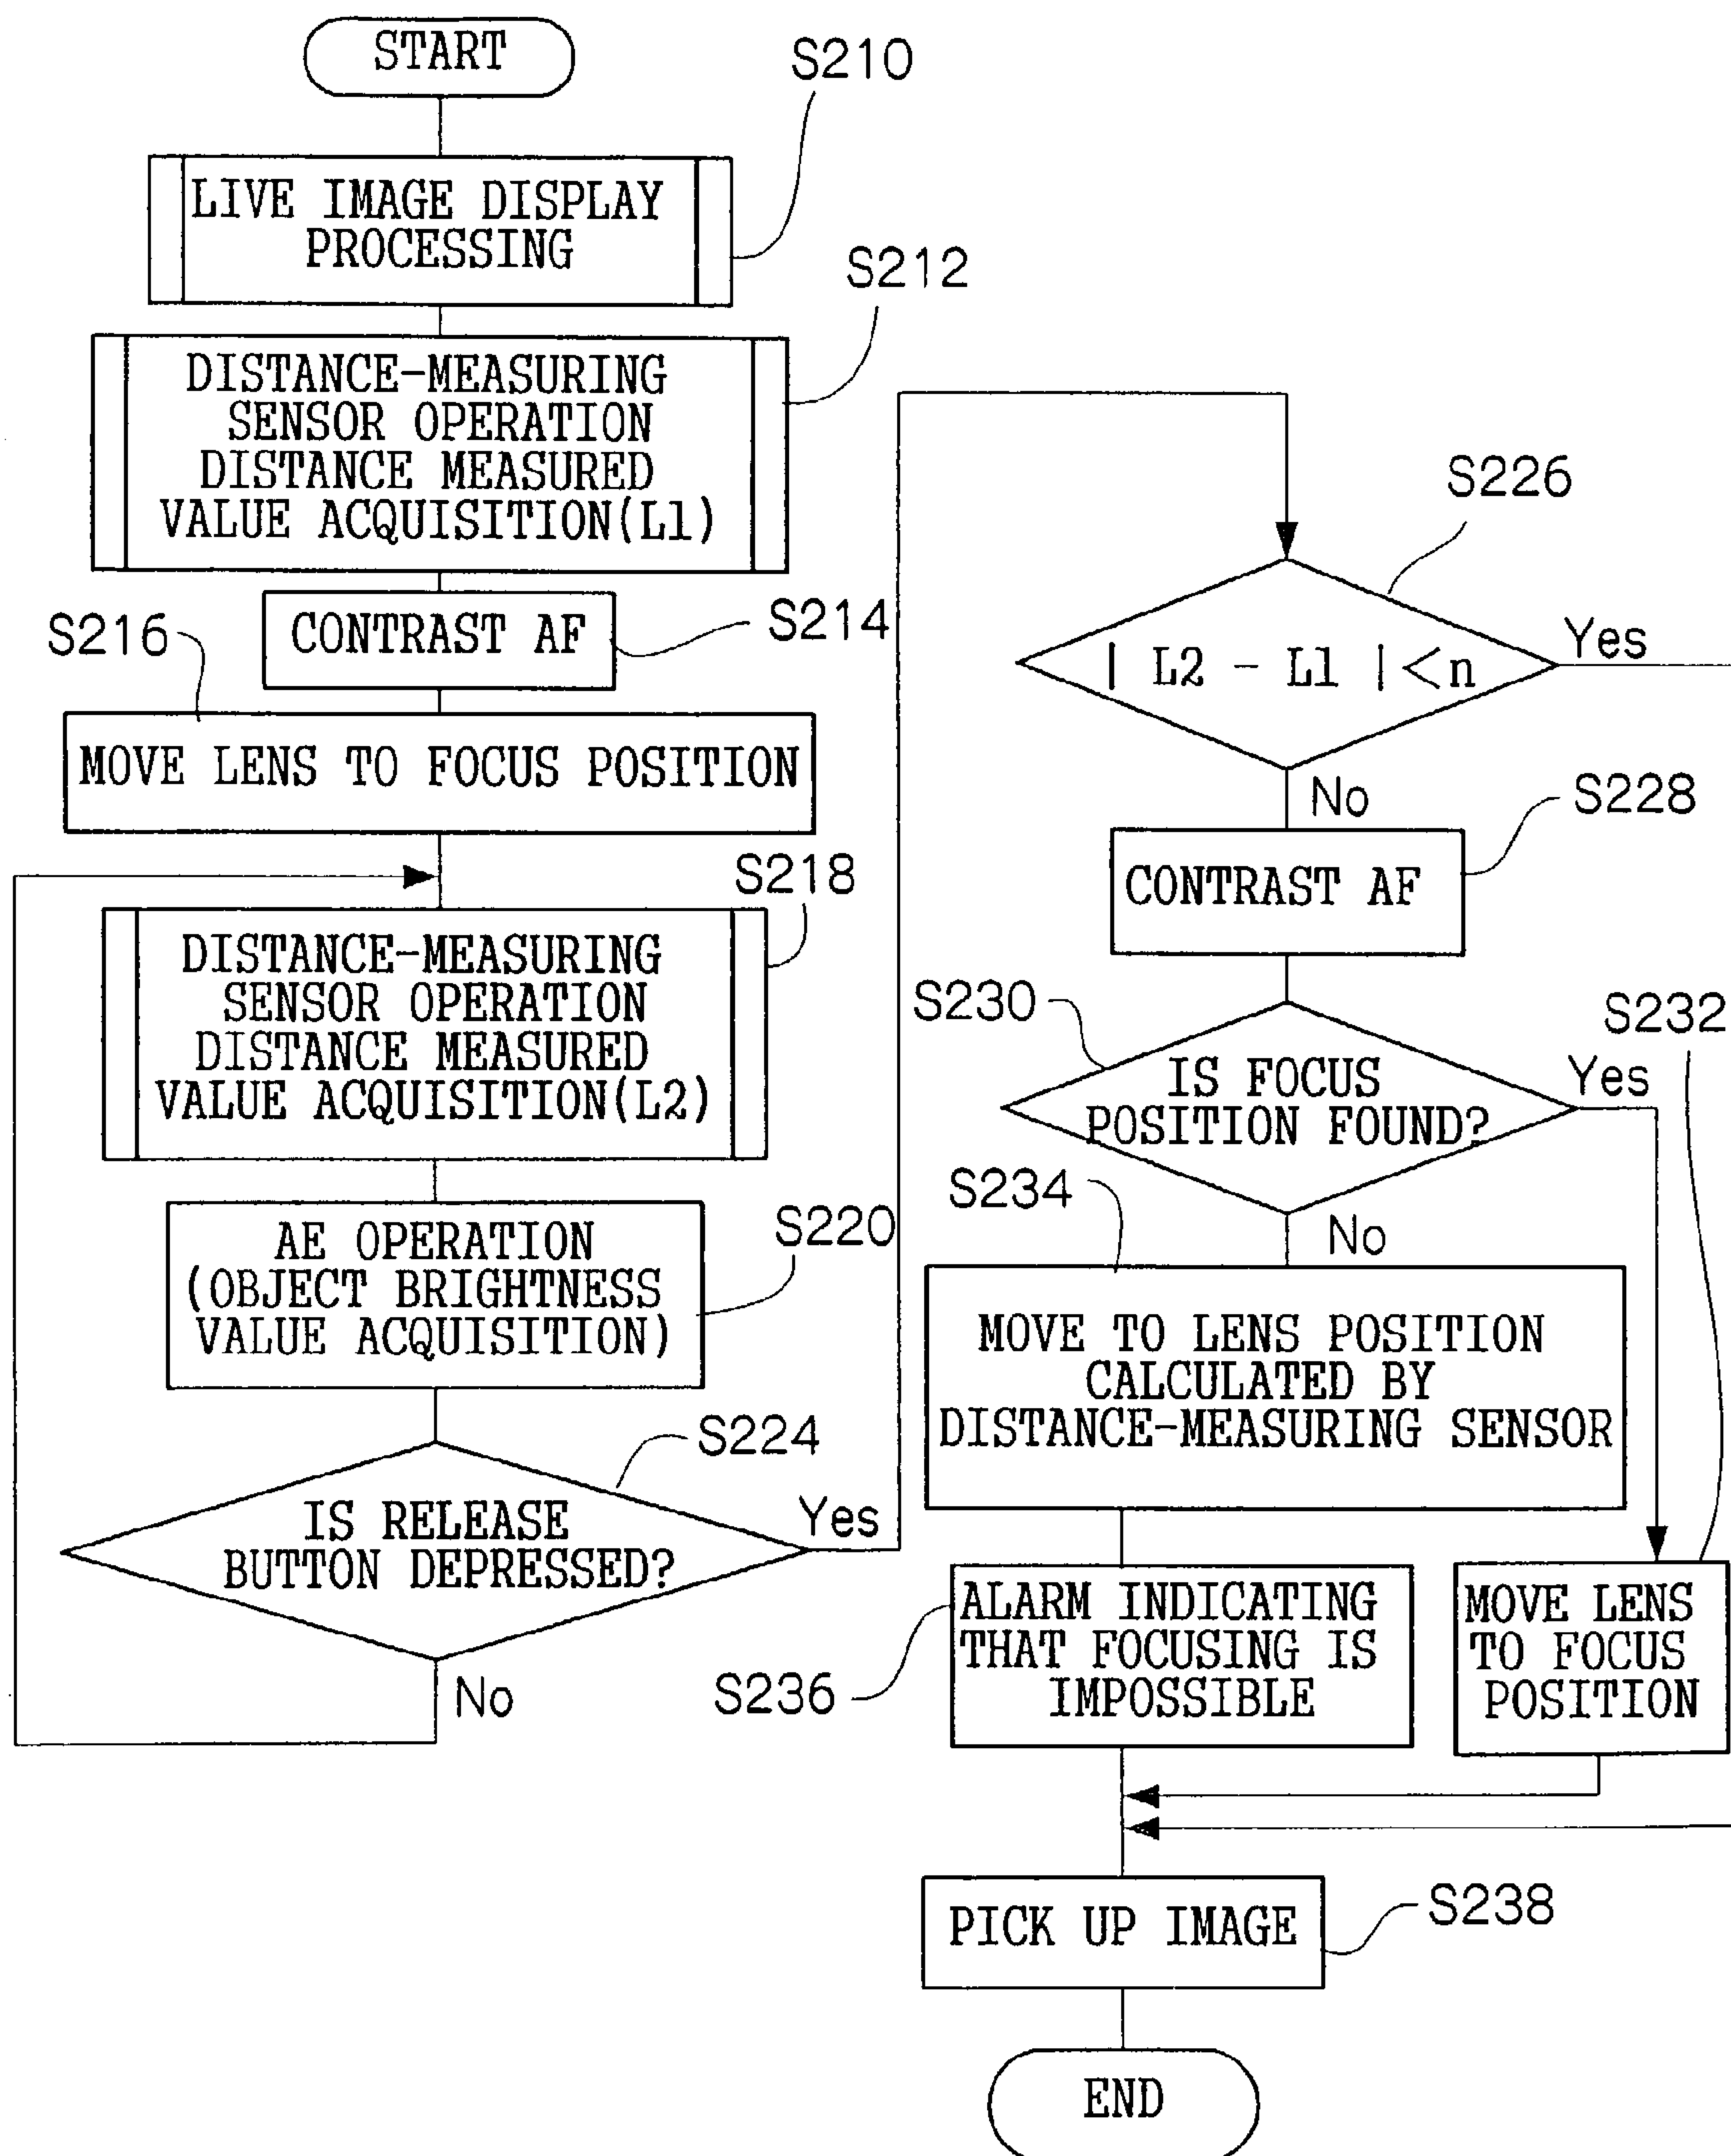 START
S210
LIVE IMAGE DISPLAY
PROCESSING
S212
DISTANCE-MEASURING
SENSOR OPERATION
DISTANCE MEASURED
VALUE ACQUISITION(L1)
S214
CONTRAST AF
S216
MOVE LENS TO FOCUS POSITION
S218
DISTANCE-MEASURING
SENSOR OPERATION
DISTANCE MEASURED
VALUE ACQUISITION(L2)
S220
AE OPERATION
(OBJECT BRIGHTNESS
VALUE ACQUISITION)
S224
IS RELEASE
BUTTON DEPRESSED?
Yes
No
S226
| L2 - L1 |<n
Yes
No
S228
CONTRAST AF
S230
IS FOCUS
POSITION FOUND?
Yes
No
S232
MOVE LENS
TO FOCUS
POSITION
S234
MOVE TO LENS POSITION
CALCULATED BY
DISTANCE-MEASURING SENSOR
S236
ALARM INDICATING
THAT FOCUSING IS
IMPOSSIBLE
S238
PICK UP IMAGE
END